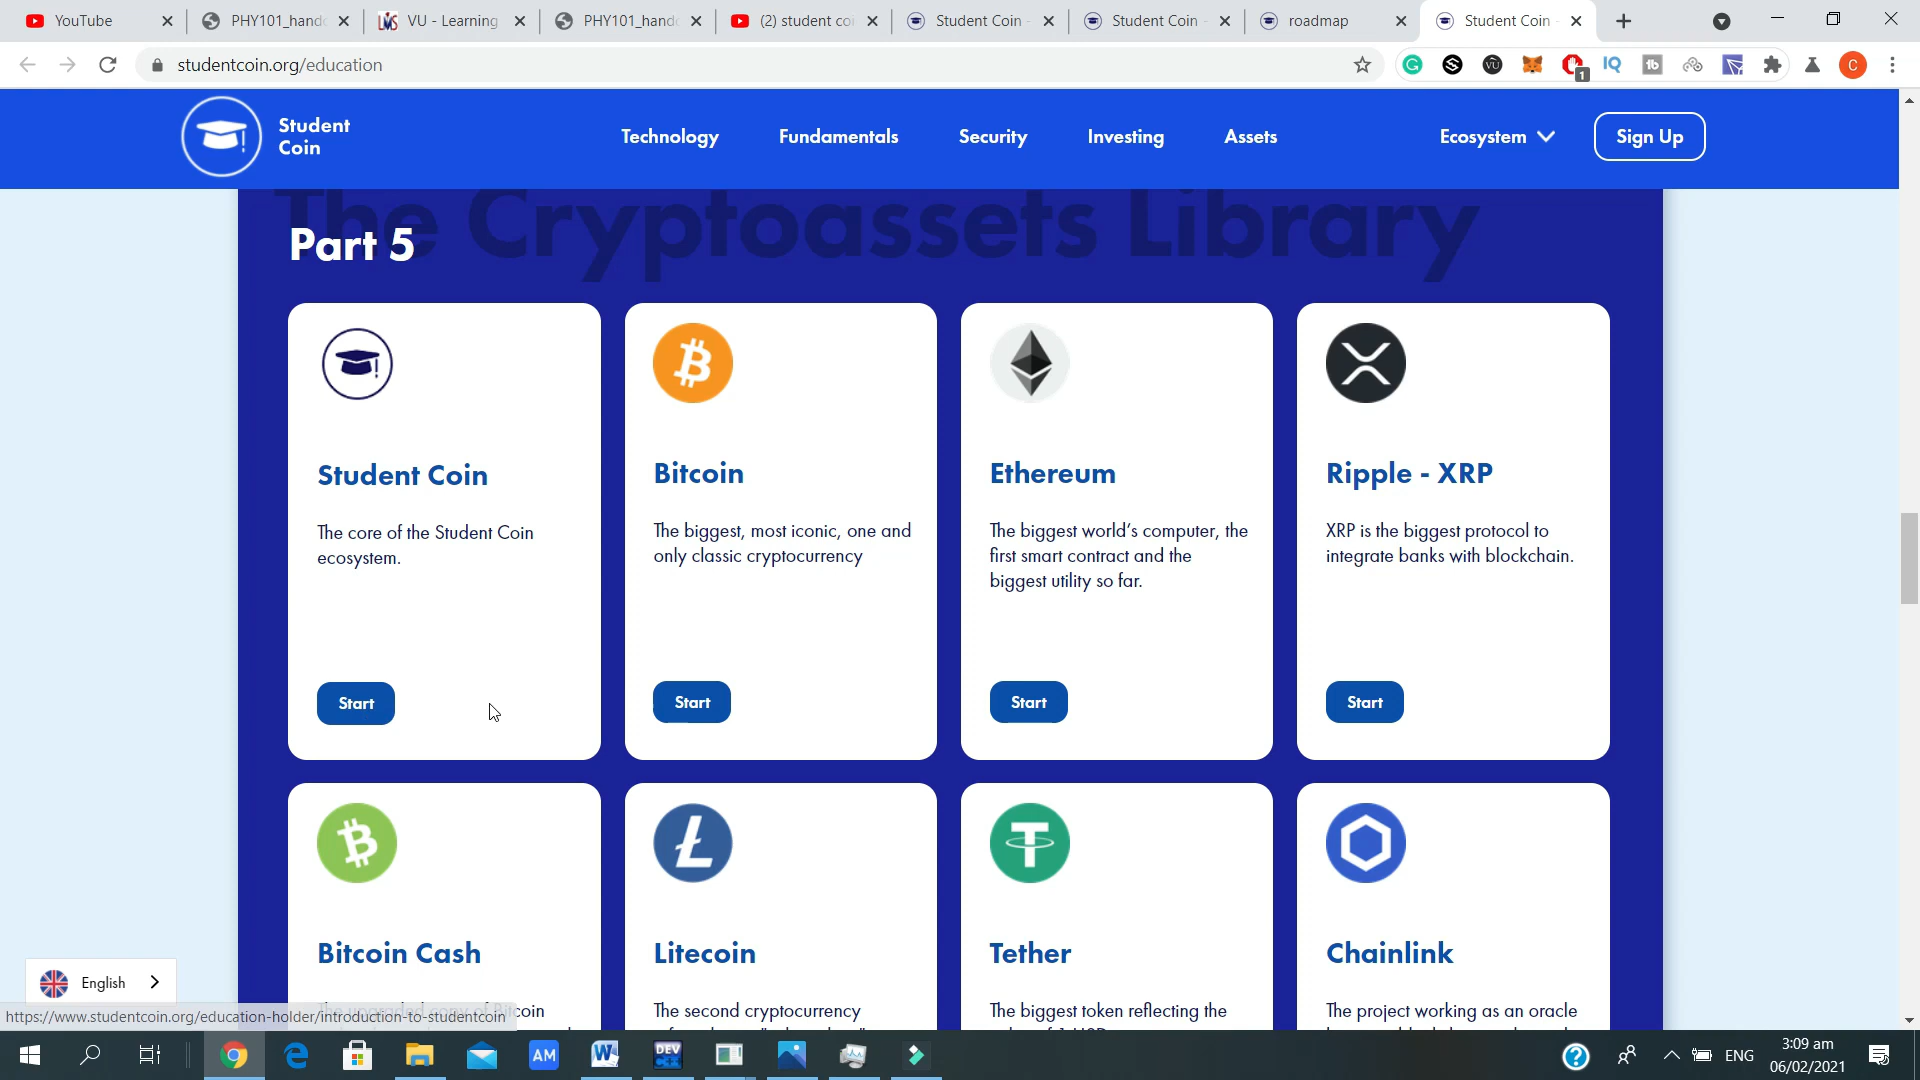 YouTube
PHY101_hando
VU - Learning
PHY101_hando
(2) student coi
Student Coin -
Student Coin -
roadmap
Student Coin -
studentcoin.org/education
1
C
Student
Coin
Technology
Fundamentals
Security
Investing
Assets
Ecosystem
Sign Up
The Cryptoassets Library
Part 5
Student Coin
The core of the Student Coin
ecosystem.
Start
Bitcoin
The biggest, most iconic, one and
only classic cryptocurrency
Start
Ethereum
The biggest world's computer, the
first smart contract and the
biggest utility so far.
Start
Ripple - XRP
XRP is the biggest protocol to
integrate banks with blockchain.
Start
Bitcoin Cash
Litecoin
The second cryptocurrency
Tether
The biggest token reflecting the
Chainlink
The project working as an oracle
English
https://www.studentcoin.org/education-holder/introduction-to-studentcoin
AM
DEV
ENG
3:09 am
06/02/2021